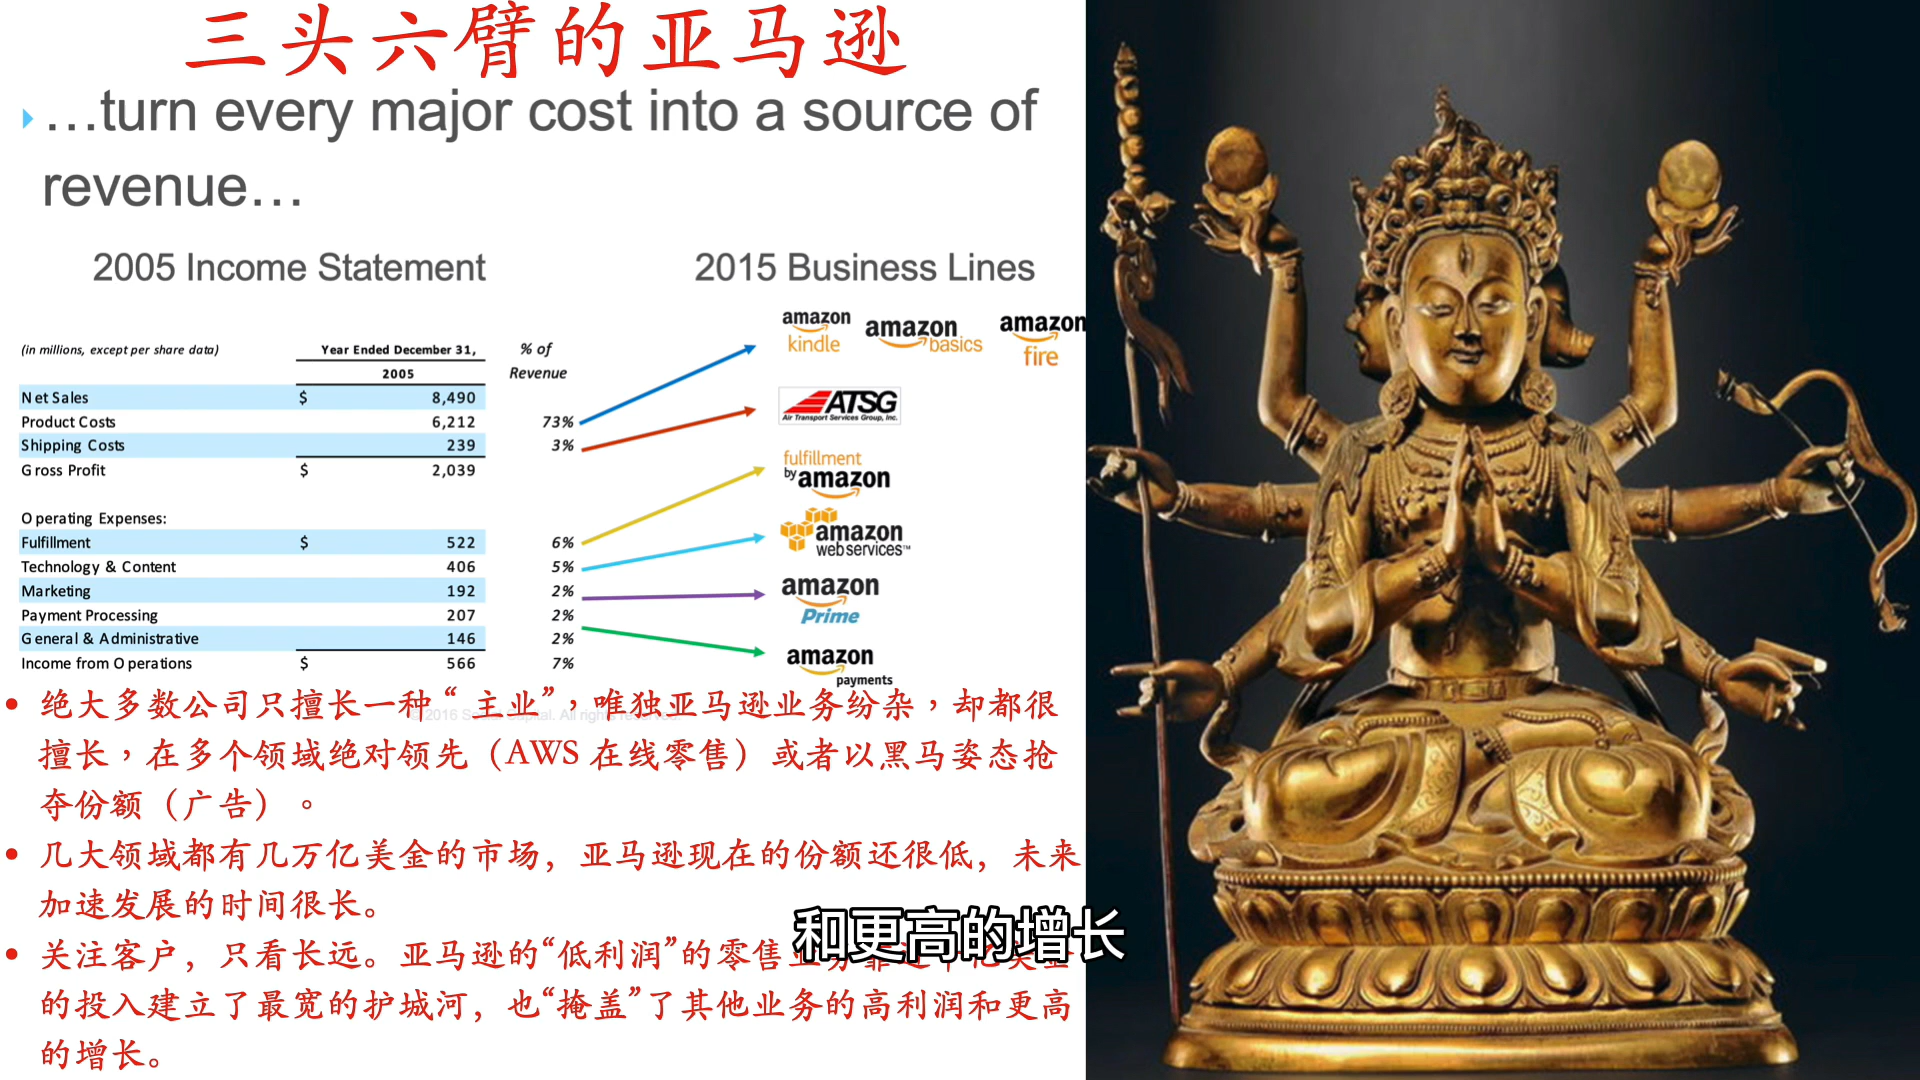 三头六臂的亚马逊
…turn every major cost into a source of
revenue…
2005 Income Statement
2015 Business Lines
(in millions, except per share data)
Year Ended December 31,
% of
2005
Revenue
Net Sales $ 8,490
Product Costs 6,212 73%
Shipping Costs 239 3%
Gross Profit $ 2,039
Operating Expenses:
Fulfillment $ 522 6%
Technology & Content 406 5%
Marketing 192 2%
Payment Processing 207 2%
General & Administrative 146 2%
Income from Operations $ 566 7%
amazon
kindle
amazon
basics
amazon
fire
ATSG
Air Transport Services Group, Inc.
fulfillment
by amazon
amazon
webservices™
amazon
Prime
amazon
payments
• 绝大多数公司只擅长一种“ 主业”，唯独亚马逊业务纷杂，却都很
擅长，在多个领域绝对领先（AWS 在线零售）或者以黑马姿态抢
夺份额（广告）。
• 几大领域都有几万亿美金的市场，亚马逊现在的份额还很低，未来
加速发展的时间很长。
• 关注客户，只看长远。亚马逊的“低利润”的零售
的投入建立了最宽的护城河，也“掩盖”了其他业务的高利润和更高
的增长。
和更高的增长